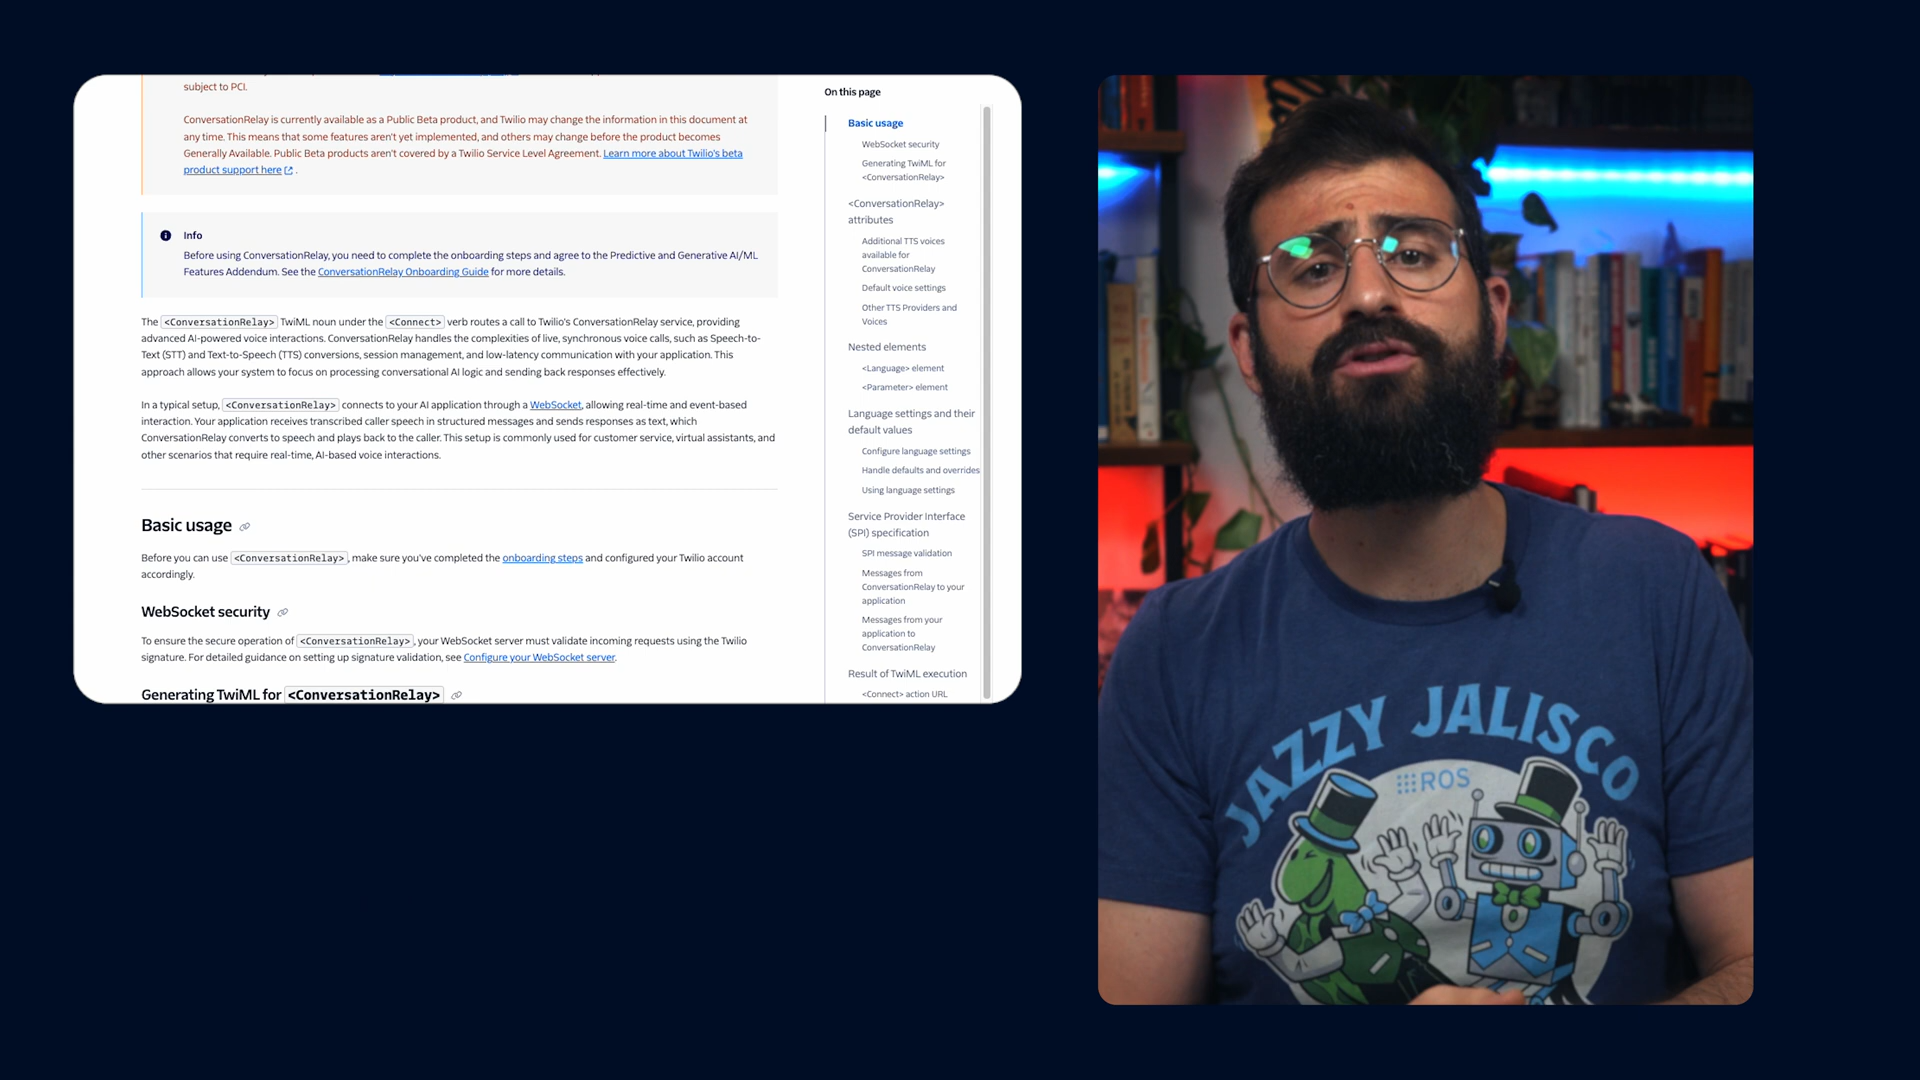 subject to PCI.
ConversationRelay is currently available as a Public Beta product, and Twilio may change the information in this document at
any time. This means that some features aren't yet implemented, and others may change before the product becomes
Generally Available. Public Beta products aren't covered by a Twilio Service Level Agreement. Learn more about Twilio's beta
product support here .
Info
Before using ConversationRelay, you need to complete the onboarding steps and agree to the Predictive and Generative AI/ML
Features Addendum. See the ConversationRelay Onboarding Guide for more details.
The <ConversationRelay> TwiML noun under the <Connect> verb routes a call to Twilio's ConversationRelay service, providing
advanced AI-powered voice interactions. ConversationRelay handles the complexities of live, synchronous voice calls, such as Speech-to-
Text (STT) and Text-to-Speech (TTS) conversions, session management, and low-latency communication with your application. This
approach allows your system to focus on processing conversational AI logic and sending back responses effectively.
In a typical setup, <ConversationRelay> connects to your AI application through a WebSocket, allowing real-time and event-based
interaction. Your application receives transcribed caller speech in structured messages and sends responses as text, which
ConversationRelay converts to speech and plays back to the caller. This setup is commonly used for customer service, virtual assistants, and
other scenarios that require real-time, AI-based voice interactions.
Basic usage
Before you can use <ConversationRelay>, make sure you've completed the onboarding steps and configured your Twilio account
accordingly.
WebSocket security
To ensure the secure operation of <ConversationRelay>, your WebSocket server must validate incoming requests using the Twilio
signature. For detailed guidance on setting up signature validation, see Configure your WebSocket server.
Generating TwiML for <ConversationRelay>
On this page
Basic usage
WebSocket security
Generating TwiML for
<ConversationRelay>
<ConversationRelay>
attributes
Additional TTS voices
available for
ConversationRelay
Default voice settings
Other TTS Providers and
Voices
Nested elements
<Language> element
<Parameter> element
Language settings and their
default values
Configure language settings
Handle defaults and overrides
Using language settings
Service Provider Interface
(SPI) specification
SPI message validation
Messages from
ConversationRelay to your
application
Messages from your
application to
ConversationRelay
Result of TwiML execution
<Connect> action URL
JAZZY JALISCO
ROS